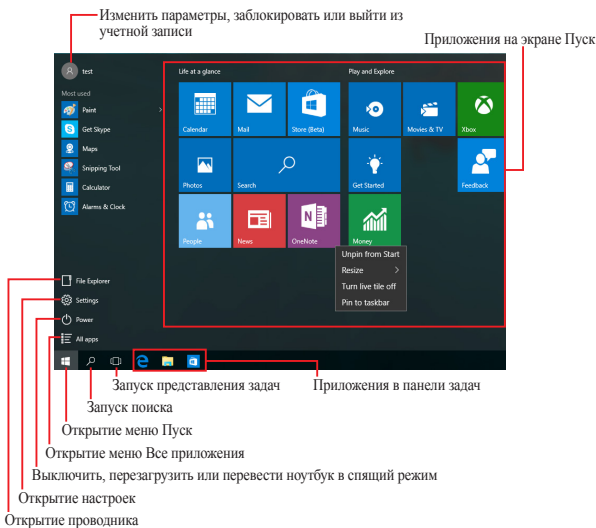 Изменить параметры, заблокировать или выйти из
учетной записи
Приложения на экране Пуск
test
Life at a glance
Play and Explore
Most used
Paint
Get Skype
Maps
Snipping Tool
Calculator
Alarms & Clock
Calendar
Mail
Store (Beta)
Music
Movies & TV
Xbox
Photos
Search
Get Started
Feedback
People
News
OneNote
Money
Unpin from Start
Resize
Turn live tile off
Pin to taskbar
File Explorer
Settings
Power
All apps
Запуск представления задач
Приложения в панели задач
Запуск поиска
Открытие меню Пуск
Открытие меню Все приложения
Выключить, перезагрузить или перевести ноутбук в спящий режим
Открытие настроек
Открытие проводника